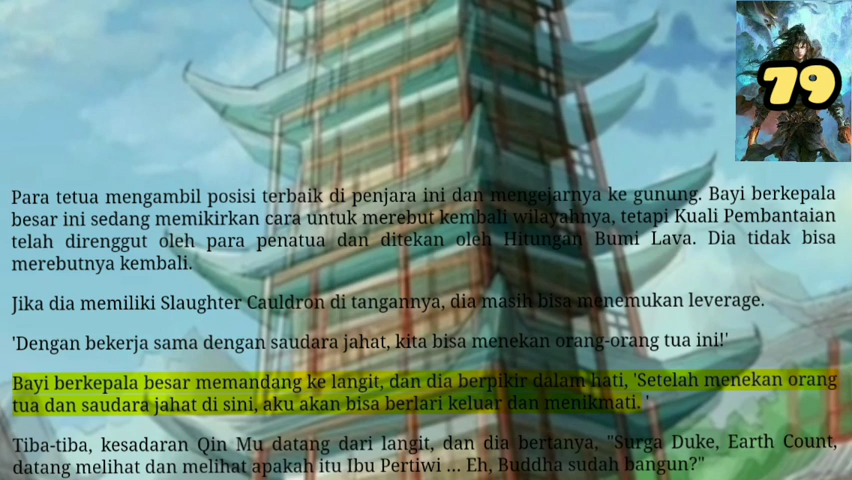 79
Para tetua mengambil posisi terbaik di penjara ini dan mengejarnya ke gunung. Bayi berkepala
besar ini sedang memikirkan cara untuk merebut kembali wilayahnya, tetapi Kuali Pembantaian
telah direnggut oleh para penatua dan ditekan oleh Hitungan Bumi Lava. Dia tidak bisa
merebutnya kembali.
Jika dia memiliki Slaughter Cauldron di tangannya, dia masih bisa menemukan leverage.
'Dengan bekerja sama dengan saudara jahat, kita bisa menekan orang-orang tua ini!'
Bayi berkepala besar memandang ke langit, dan dia berpikir dalam hati, 'Setelah menekan orang
tua dan saudara jahat di sini, aku akan bisa berlari keluar dan menikmati. '
Tiba-tiba, kesadaran Qin Mu datang dari langit, dan dia bertanya, "Surga Duke, Earth Count,
datang melihat dan melihat apakah itu Ibu Pertiwi ... Eh, Buddha sudah bangun?"